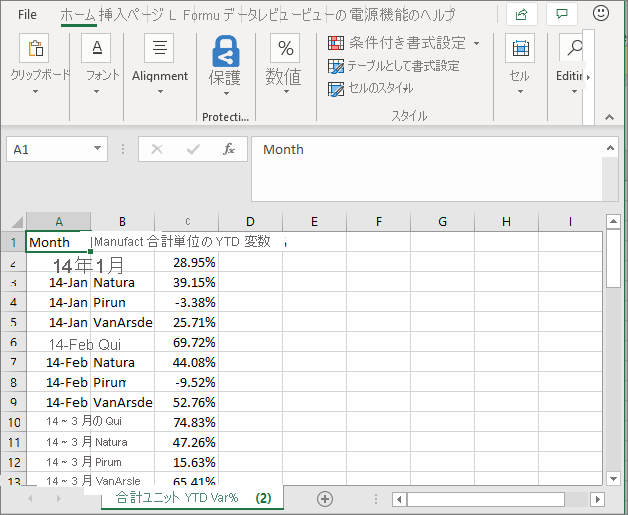 File ホーム 挿入ページ L Formu データレビュービューの 電源機能のヘルプ
クリップボード フォント Alignment 保護 % 数値 条件付き書式設定 セル Editing
テーブルとして書式設定
セルのスタイル
Protecti... スタイル
A1 fx Month
A B C D E F G H I
1 Month Manufact 合計単位の YTD 変数
2 14年1月 28.95%
3 14-Jan Natura 39.15%
4 14-Jan Pirun -3.38%
5 14-Jan VanArsde 25.71%
6 14-Feb Qui 69.72%
7 14-Feb Natura 44.08%
8 14-Feb Pirum -9.52%
9 14-Feb VanArsde 52.76%
10 14 ~ 3 月の Qui 74.83%
11 14 ~ 3 月 Natura 47.26%
12 14 ~ 3 月 Pirum 15.63%
13 14 ~ 3 月 VanArsle 65.41%
合計ユニット YTD Var% (2)